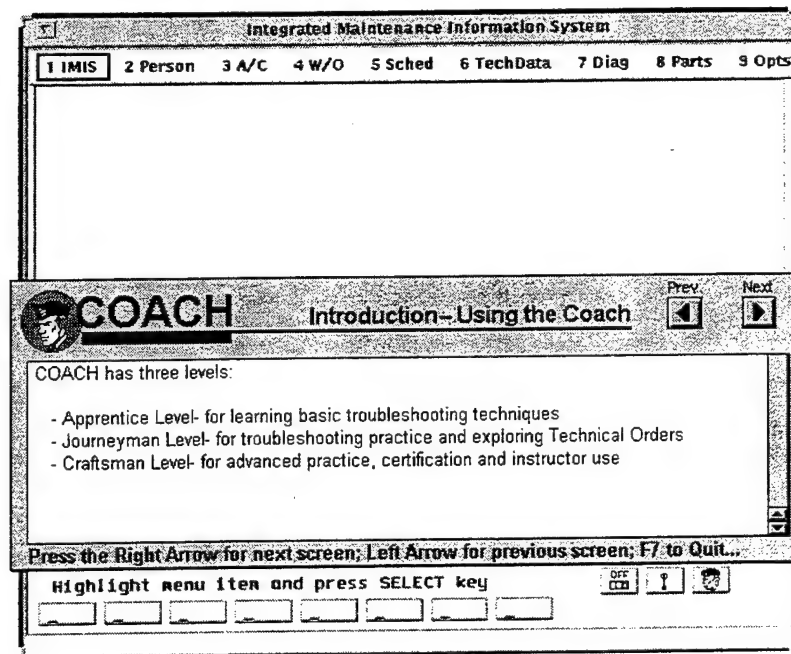 Integrated Maintenance Information System
1 IMIS 2 Person 3 A/C 4 W/O 5 Sched 6 TechData 7 Diag 8 Parts 9 Opts
Prev Next
COACH Introduction-Using the Coach
COACH has three levels:
- Apprentice Level- for learning basic troubleshooting techniques
- Journeyman Level- for troubleshooting practice and exploring Technical Orders
- Craftsman Level- for advanced practice, certification and instructor use
Press the Right Arrow for next screen; Left Arrow for previous screen; F7 to Quit...
Highlight menu item and press SELECT key
OFF